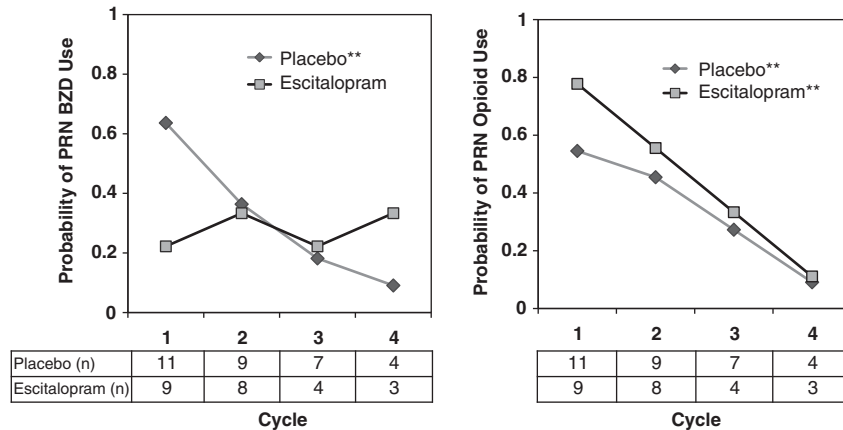 Probability of PRN BZD Use
1
0.8
0.6
0.4
0.2
0
Placebo**
Escitalopram
1 2 3 4
Placebo (n) 11 9 7 4
Escitalopram (n) 9 8 4 3
Cycle
Probability of PRN Opioid Use
1
0.8
0.6
0.4
0.2
0
Placebo**
Escitalopram**
1 2 3 4
11 9 7 4
9 8 4 3
Cycle